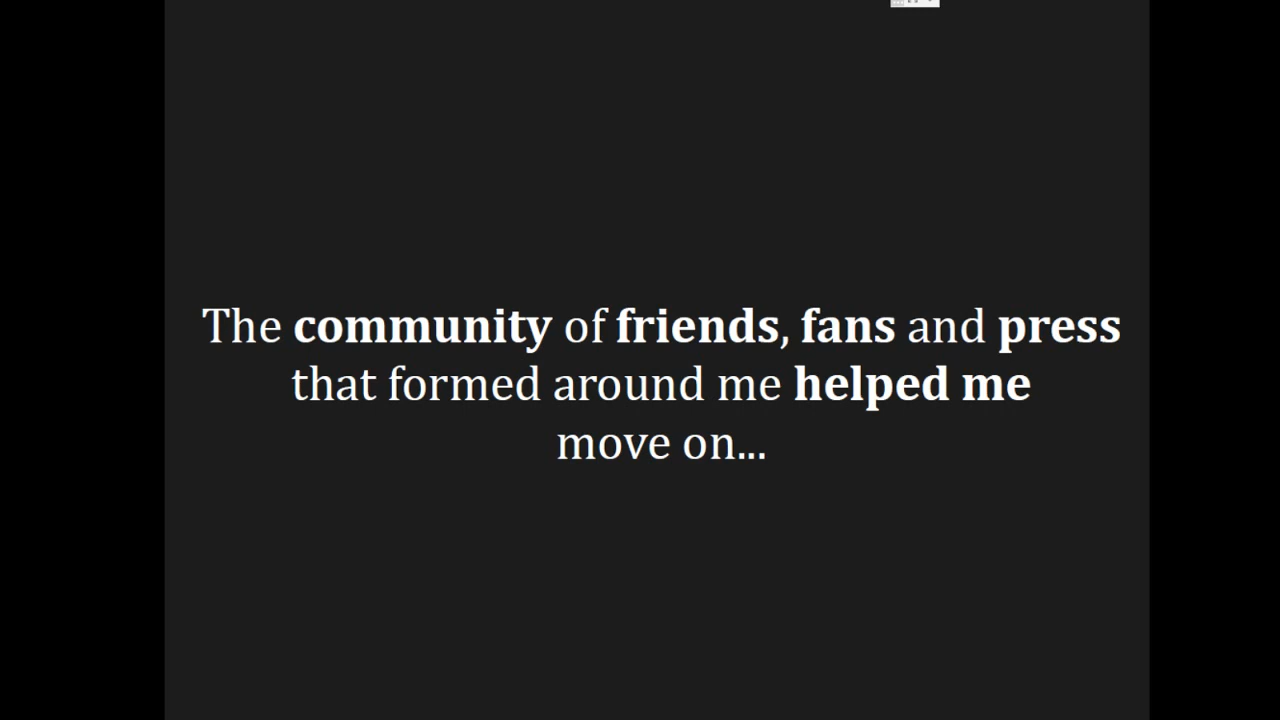 The community of friends, fans and press
that formed around me helped me
move on...